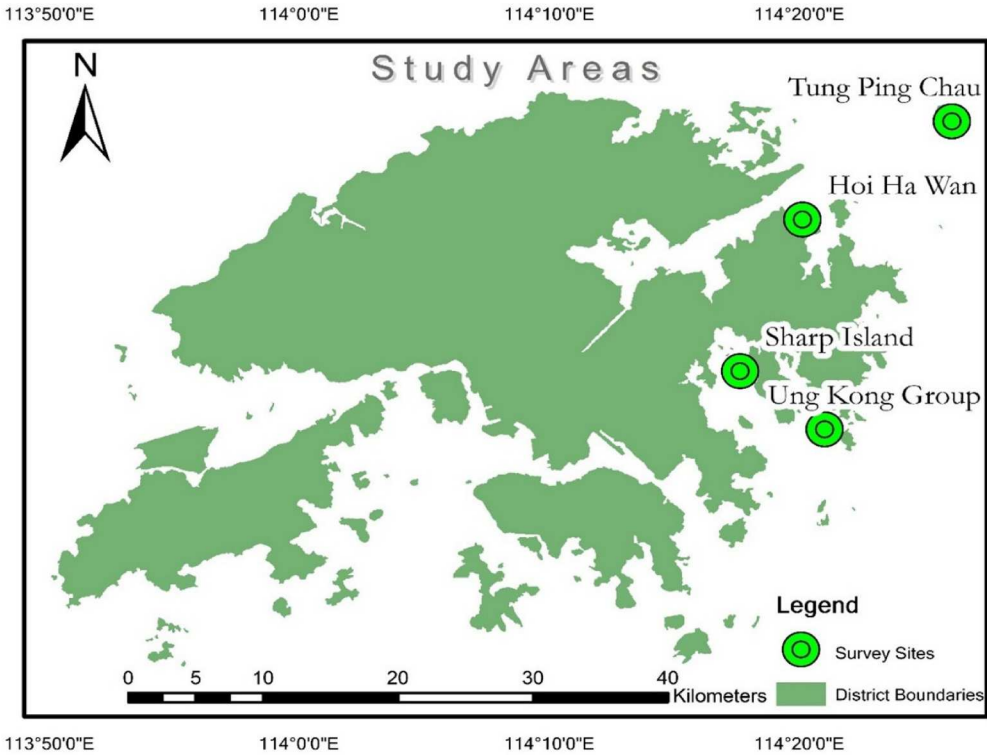 113°50'0"E 114°0'0"E 114°10'0"E 114°20'0"E
N
Study Areas
Tung Ping Chau
Hoi Ha Wan
Sharp Island
Ung Kong Group
Legend
Survey Sites
District Boundaries
0 5 10 20 30 40
Kilometers
113°50'0"E 114°0'0"E 114°10'0"E 114°20'0"E